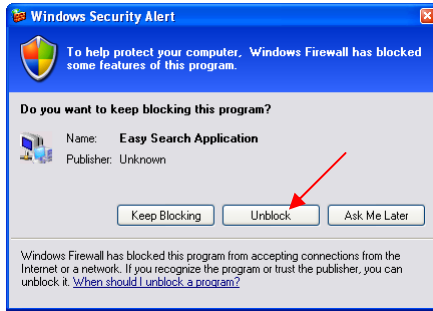 Windows Security Alert
To help protect your computer, Windows Firewall has blocked
some features of this program.
Do you want to keep blocking this program?
Name: Easy Search Application
Publisher: Unknown
Keep Blocking Unblock Ask Me Later
Windows Firewall has blocked this program from accepting connections from the
Internet or a network. If you recognize the program or trust the publisher, you can
unblock it. When should I unblock a program?